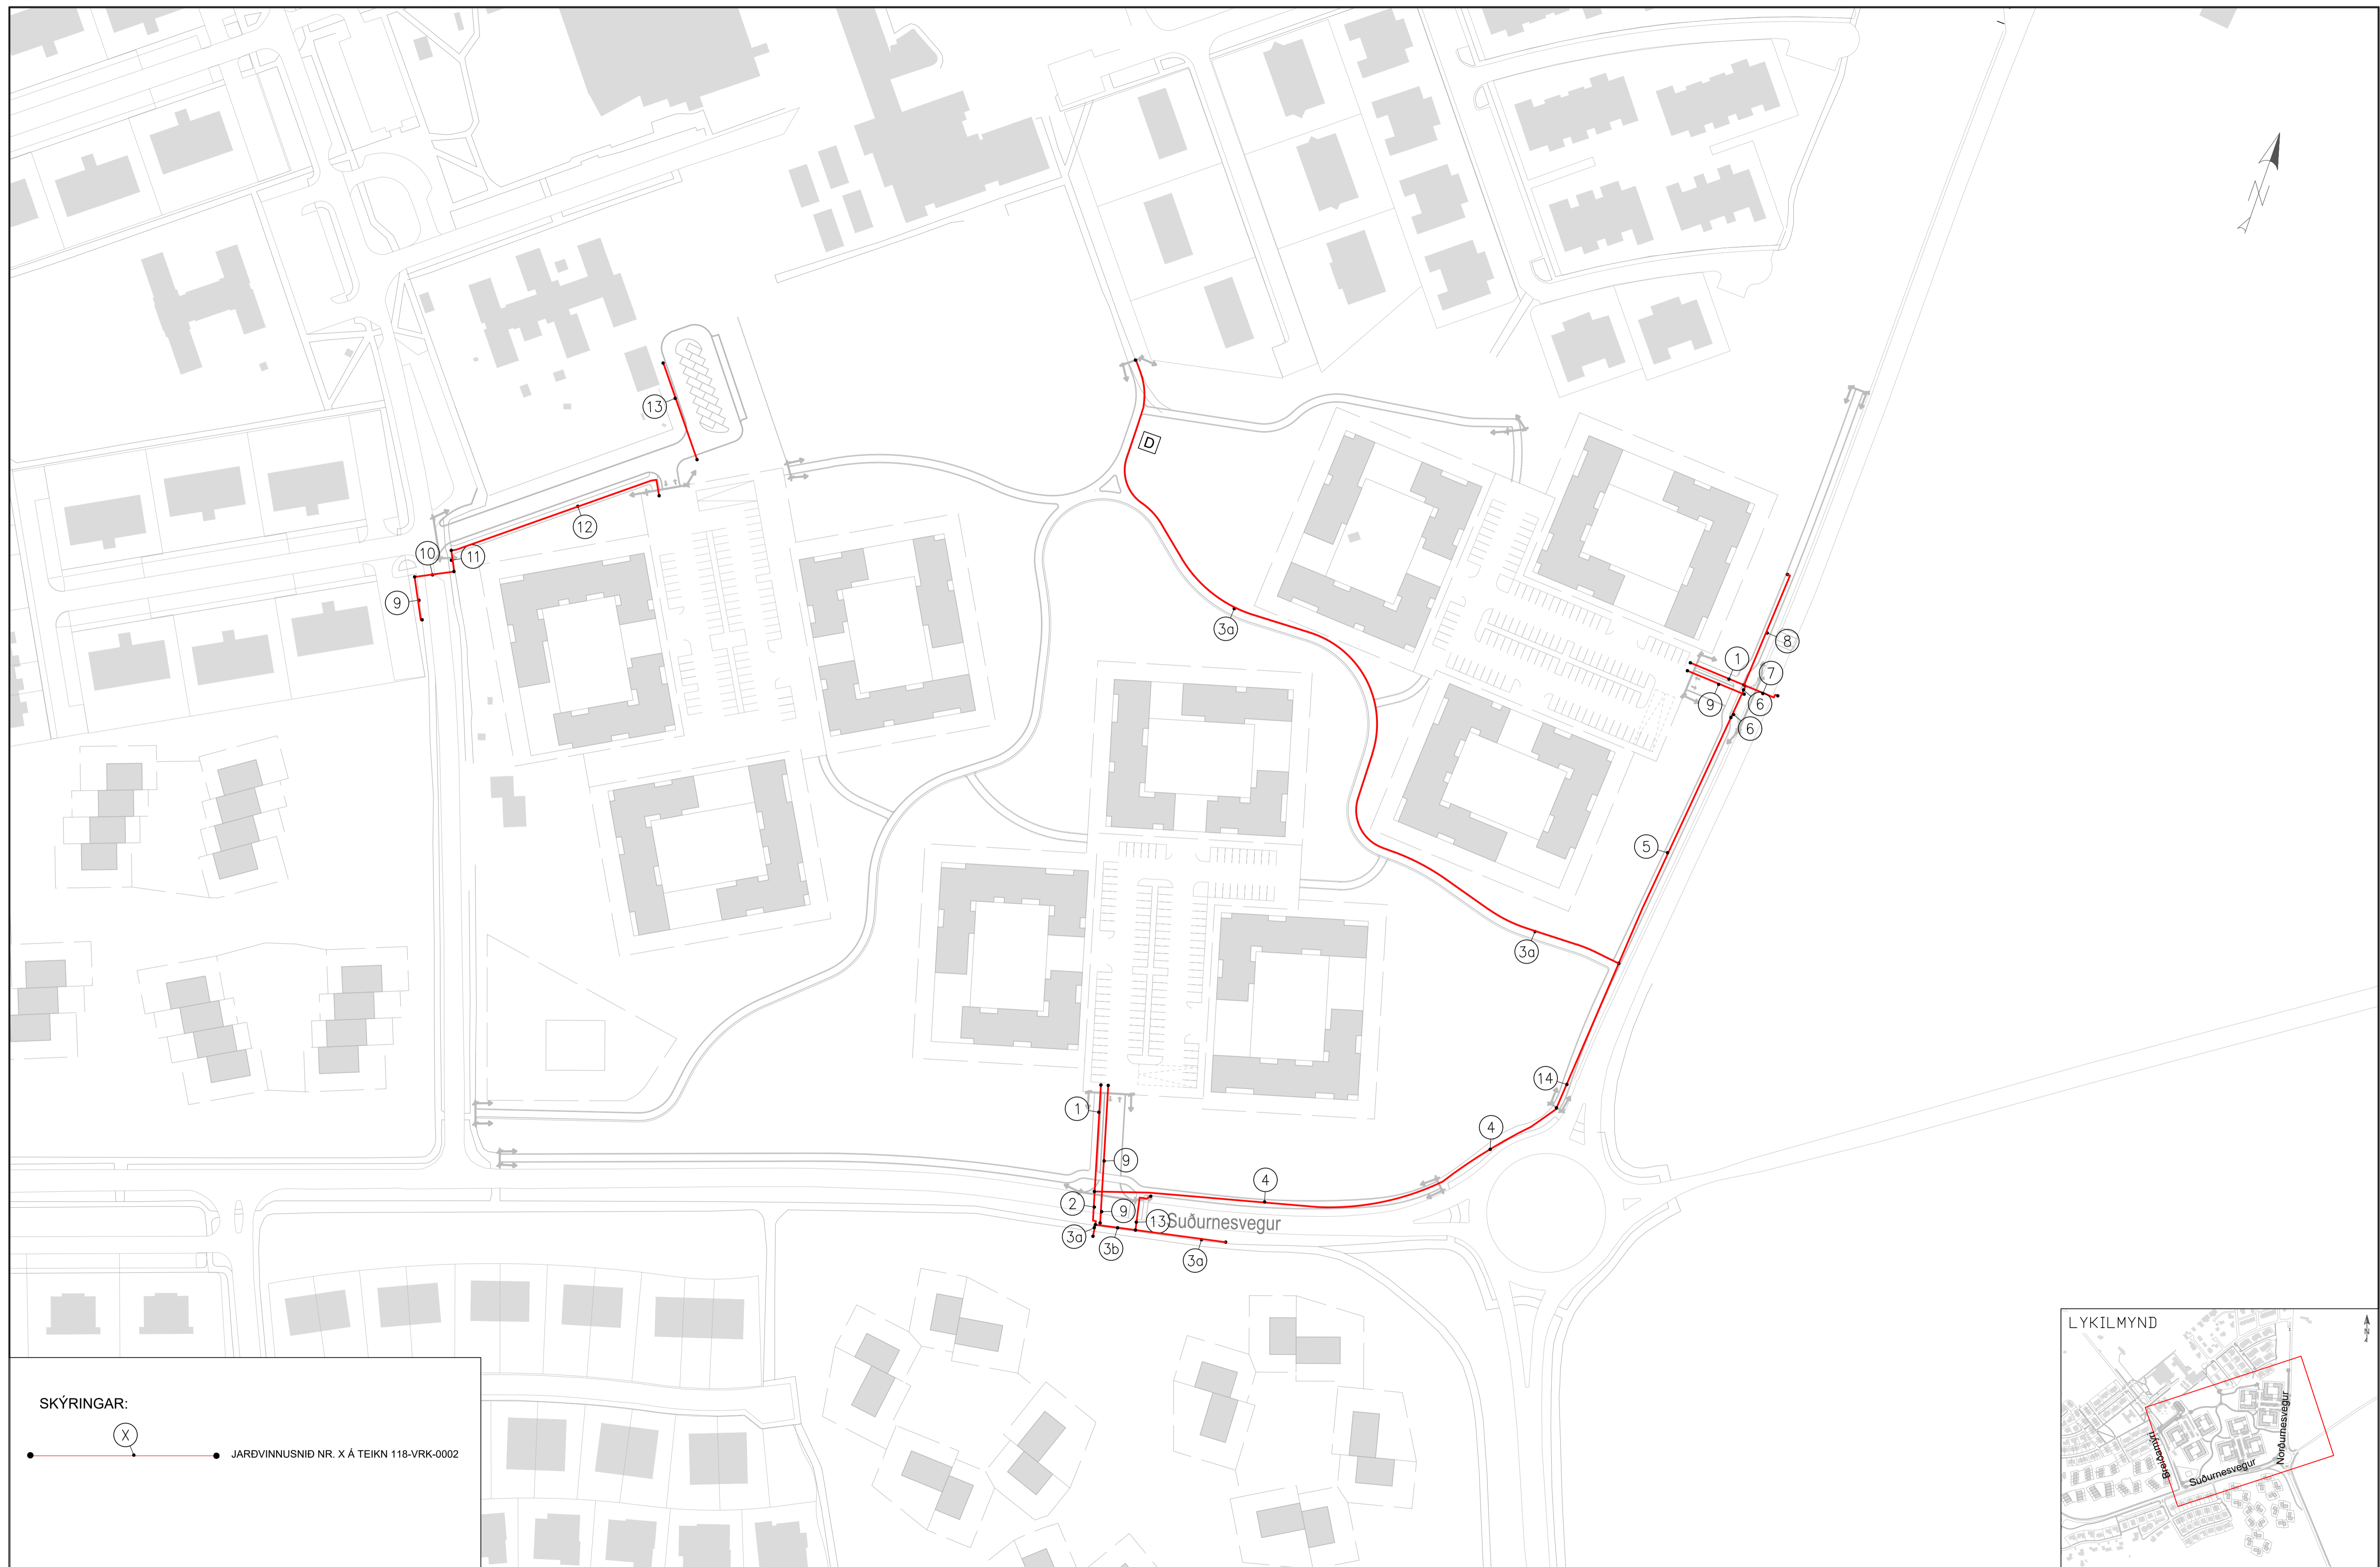 N
13
D
12
10
11
9
3a
8
1
7
9
6
6
5
3a
14
1
4
9
4
2
9
13
Suðurnesvegur
3a
3b
3a
SKÝRINGAR:
X
JARÐVINNUSNIÐ NR. X Á TEIKN 118-VRK-0002
LYKILMYND
N
Norðurnesvegur
Breiðamýri
Suðurnesvegur